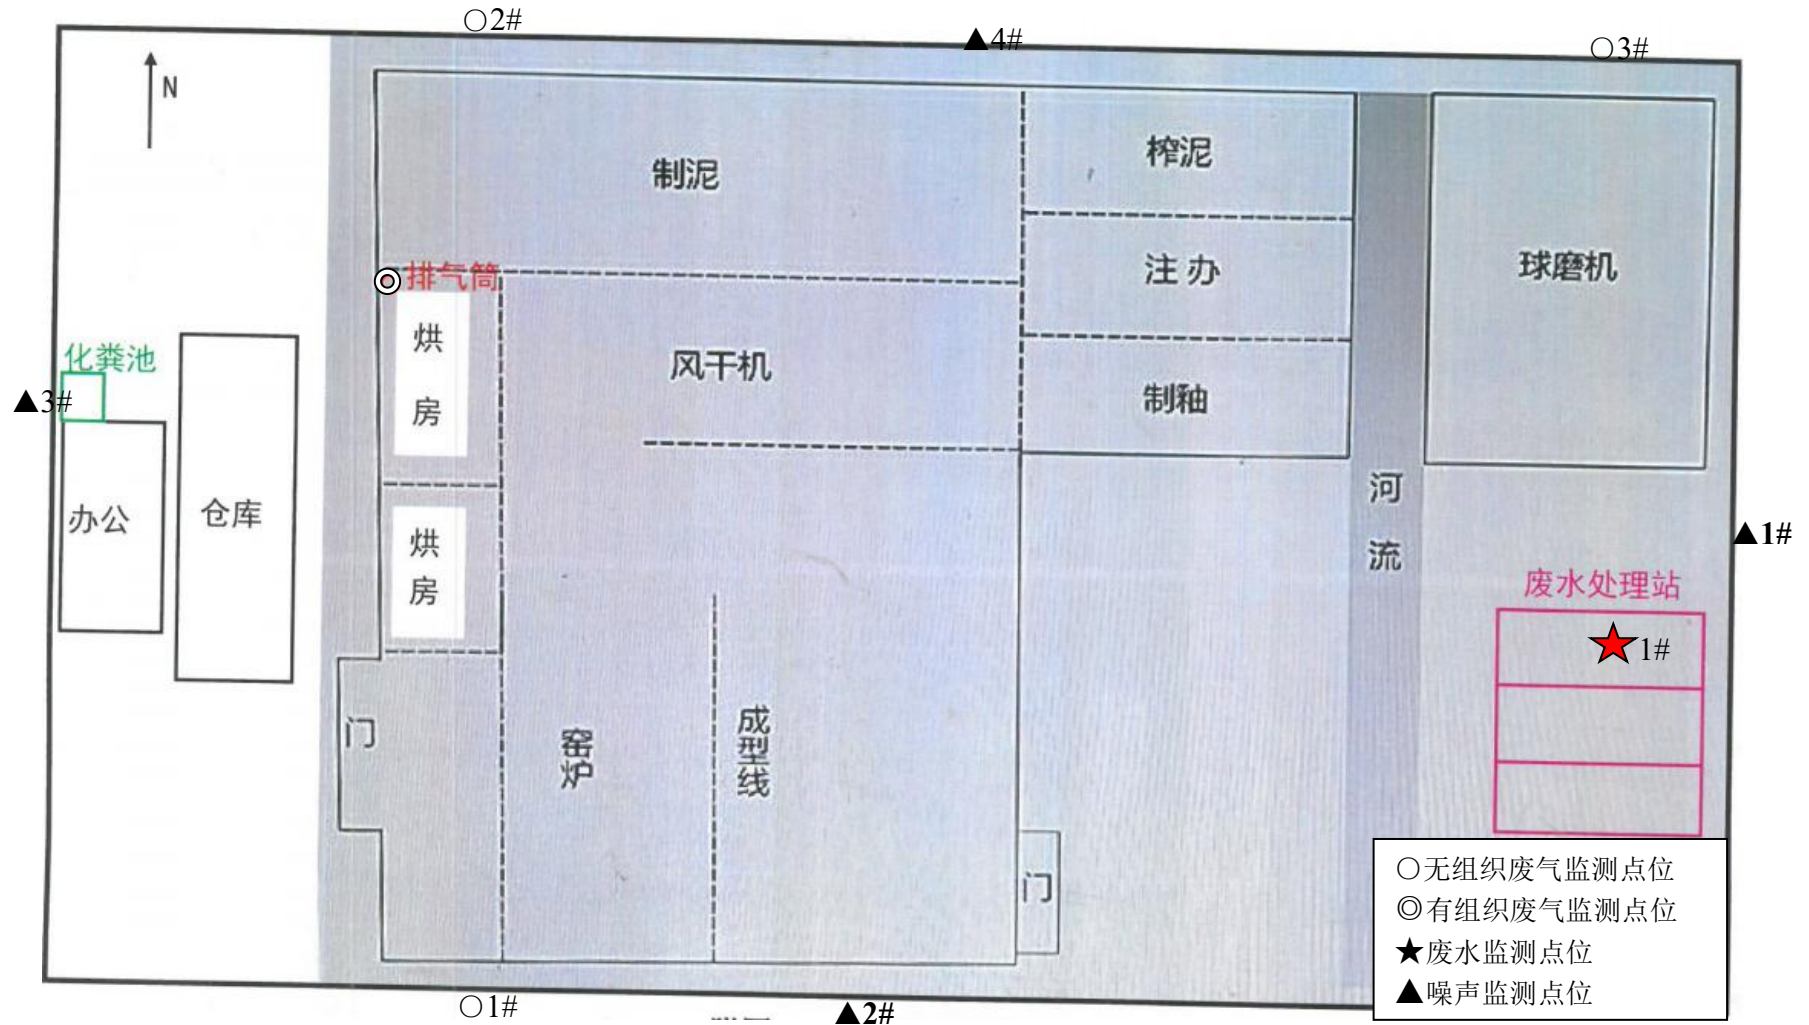 ○2#
▲4#
○3#
N
制泥
榨泥
注办
球磨机
排气筒
烘房
风干机
制釉
化粪池
▲3#
办公
仓库
烘房
河流
▲1#
废水处理站
★1#
门
窑炉
成型线
门
○无组织废气监测点位
◎有组织废气监测点位
★废水监测点位
▲噪声监测点位
○1#
▲2#